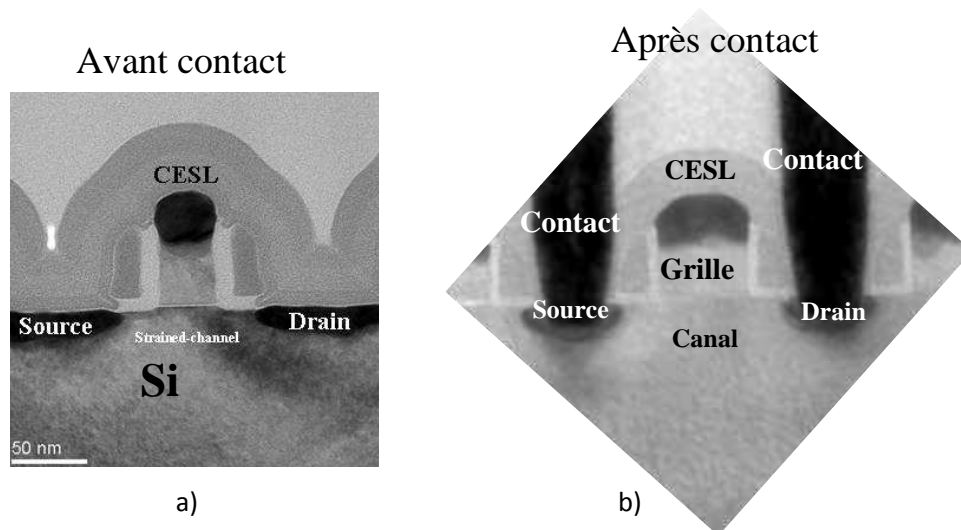 Avant contact
CESL
Source
Drain
Strained-channel
Si
50 nm
a)
Après contact
CESL
Contact
Contact
Grille
Source
Drain
Canal
b)